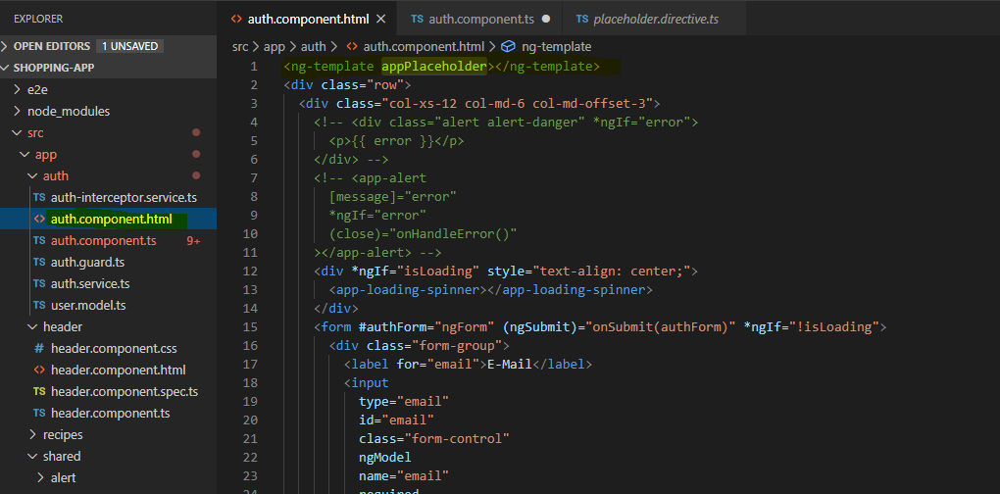 EXPLORER
OPEN EDITORS 1 UNSAVED
SHOPPING-APP
e2e
node_modules
src
app
auth
TS auth-interceptor.service.ts
<> auth.component.html
TS auth.component.ts 9+
TS auth.guard.ts
TS auth.service.ts
TS user.model.ts
header
# header.component.css
<> header.component.html
TS header.component.spec.ts
TS header.component.ts
recipes
shared
alert
<> auth.component.html
TS auth.component.ts
TS placeholder.directive.ts
src > app > auth > <> auth.component.html > ng-template
1 <ng-template appPlaceholder></ng-template>
2 <div class="row">
3 <div class="col-xs-12 col-md-6 col-md-offset-3">
4 <!-- <div class="alert alert-danger" *ngIf="error">
5 <p>{{ error }}</p>
6 </div> -->
7 <!-- <app-alert
8 [message]="error"
9 *ngIf="error"
10 (close)="onHandleError()"
11 ></app-alert> -->
12 <div *ngIf="isLoading" style="text-align: center;">
13 <app-loading-spinner></app-loading-spinner>
14 </div>
15 <form #authForm="ngForm" (ngSubmit)="onSubmit(authForm)" *ngIf="!isLoading">
16 <div class="form-group">
17 <label for="email">E-Mail</label>
18 <input
19 type="email"
20 id="email"
21 class="form-control"
22 ngModel
23 name="email"
24 required